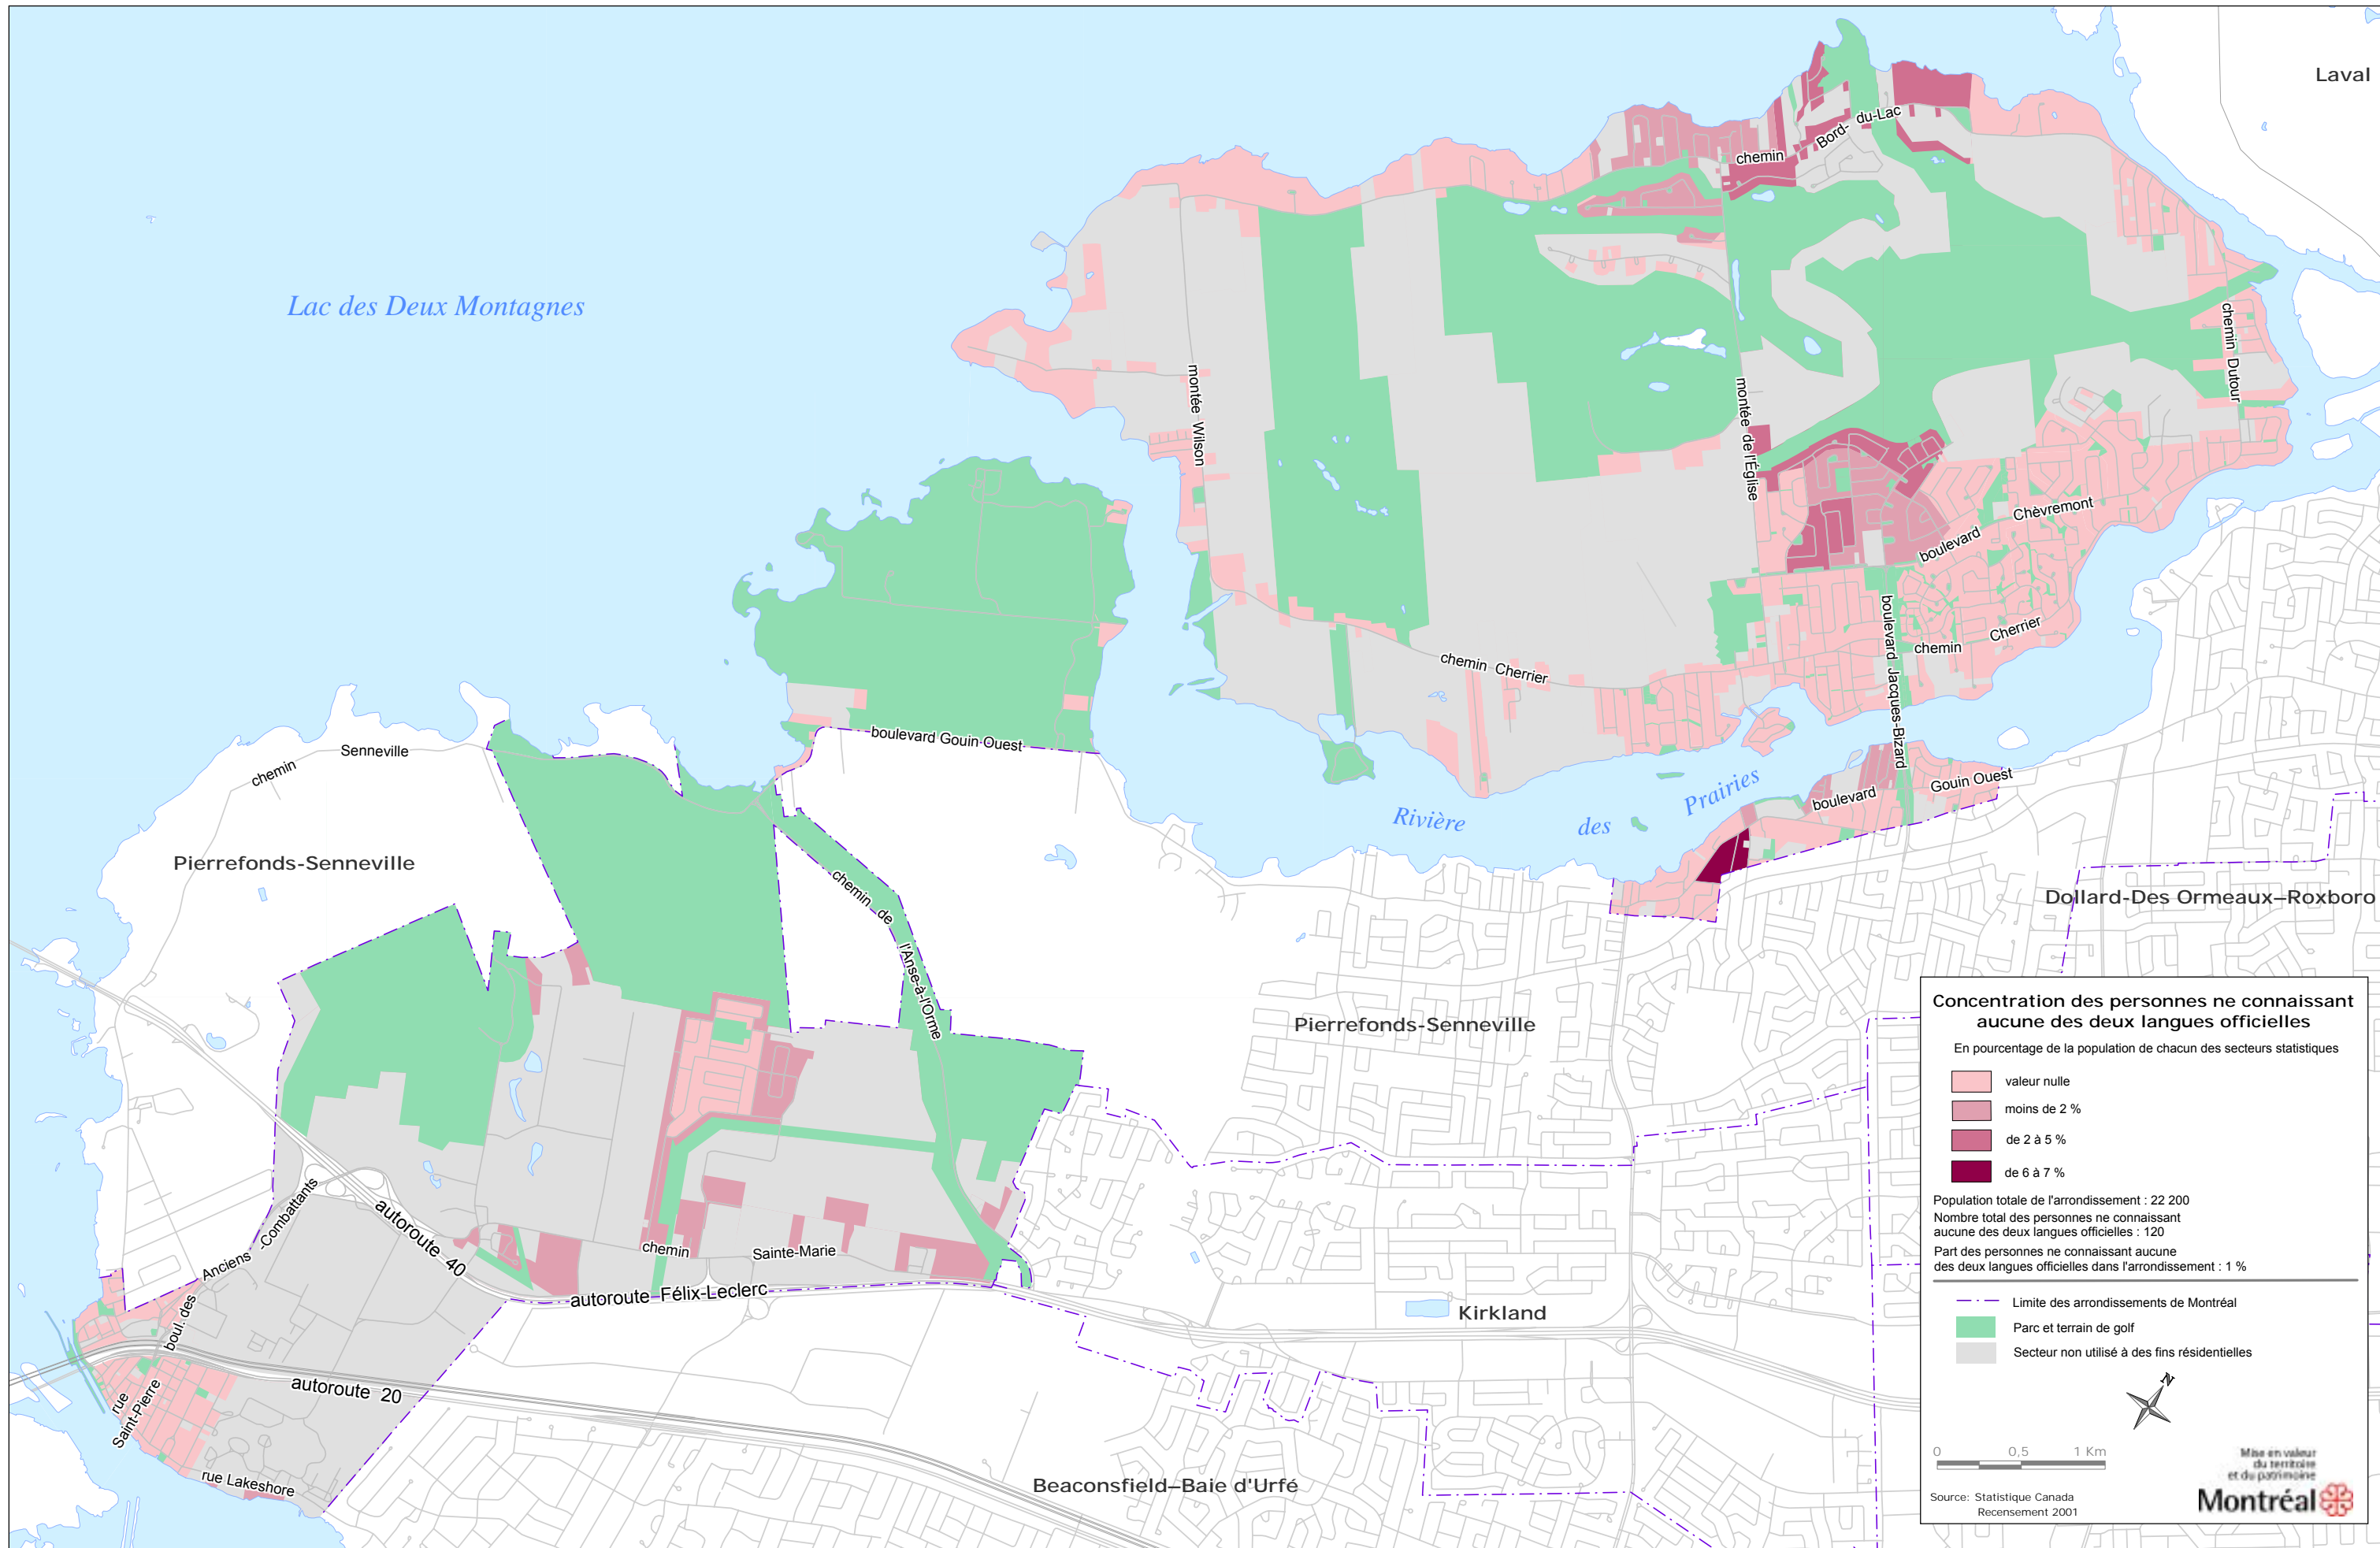 Laval
Bord- du-Lac
chemin
Lac des Deux Montagnes
chemin Dutour
montée Wilson
montée de l'Église
Chèvremont
boulevard
boulevard Jacques-Bizard
Cherrier
chemin
chemin Cherrier
boulevard Gouin Ouest
Senneville
chemin
Gouin Ouest
boulevard
Rivière des Prairies
Pierrefonds-Senneville
chemin de l'Anse-à-l'Orme
Dollard-Des Ormeaux–Roxboro
Pierrefonds-Senneville
Anciens -Combattants
boul. des
autoroute 40
chemin Sainte-Marie
autoroute Félix-Leclerc
Kirkland
autoroute 20
rue
Saint-Pierre
rue Lakeshore
Beaconsfield–Baie d'Urfé
Concentration des personnes ne connaissant
aucune des deux langues officielles
En pourcentage de la population de chacun des secteurs statistiques
valeur nulle
moins de 2 %
de 2 à 5 %
de 6 à 7 %
Population totale de l'arrondissement : 22 200
Nombre total des personnes ne connaissant
aucune des deux langues officielles : 120
Part des personnes ne connaissant aucune
des deux langues officielles dans l'arrondissement : 1 %
Limite des arrondissements de Montréal
Parc et terrain de golf
Secteur non utilisé à des fins résidentielles
N
0 0,5 1 Km
Mise en valeur
du territoire
et du patrimoine
Montréal
Source: Statistique Canada
Recensement 2001